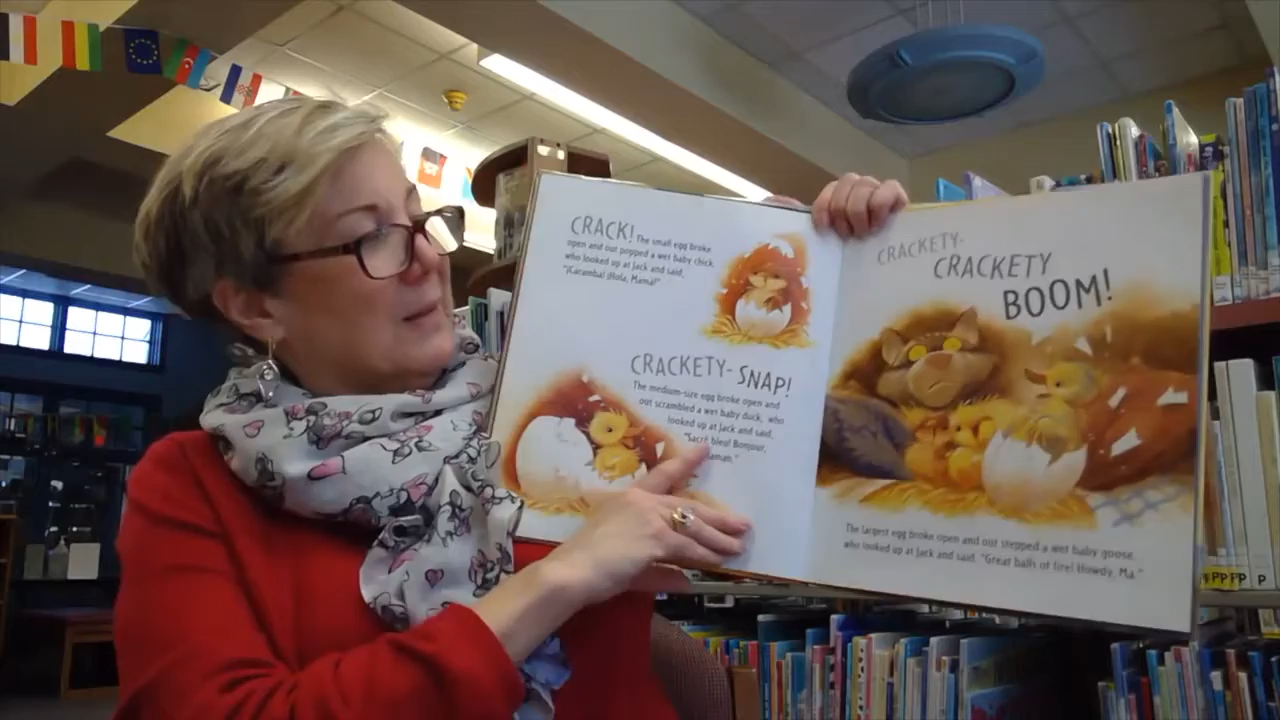 CRACK! The small egg broke
open and out popped a wet baby chick,
who looked up at Jack and said,
"¡Caramba! ¡Hola, Mamá!"
CRACKETY-SNAP!
The medium-size egg broke open and
out scrambled a wet baby duck, who
looked up at Jack and said,
"Sacré bleu! Bonjour,
Maman."
CRACKETY-
CRACKETY
BOOM!
The largest egg broke open and out stepped a wet baby goose,
who looked up at Jack and said, "Great balls of fire! Howdy, Ma."
PP PP P P